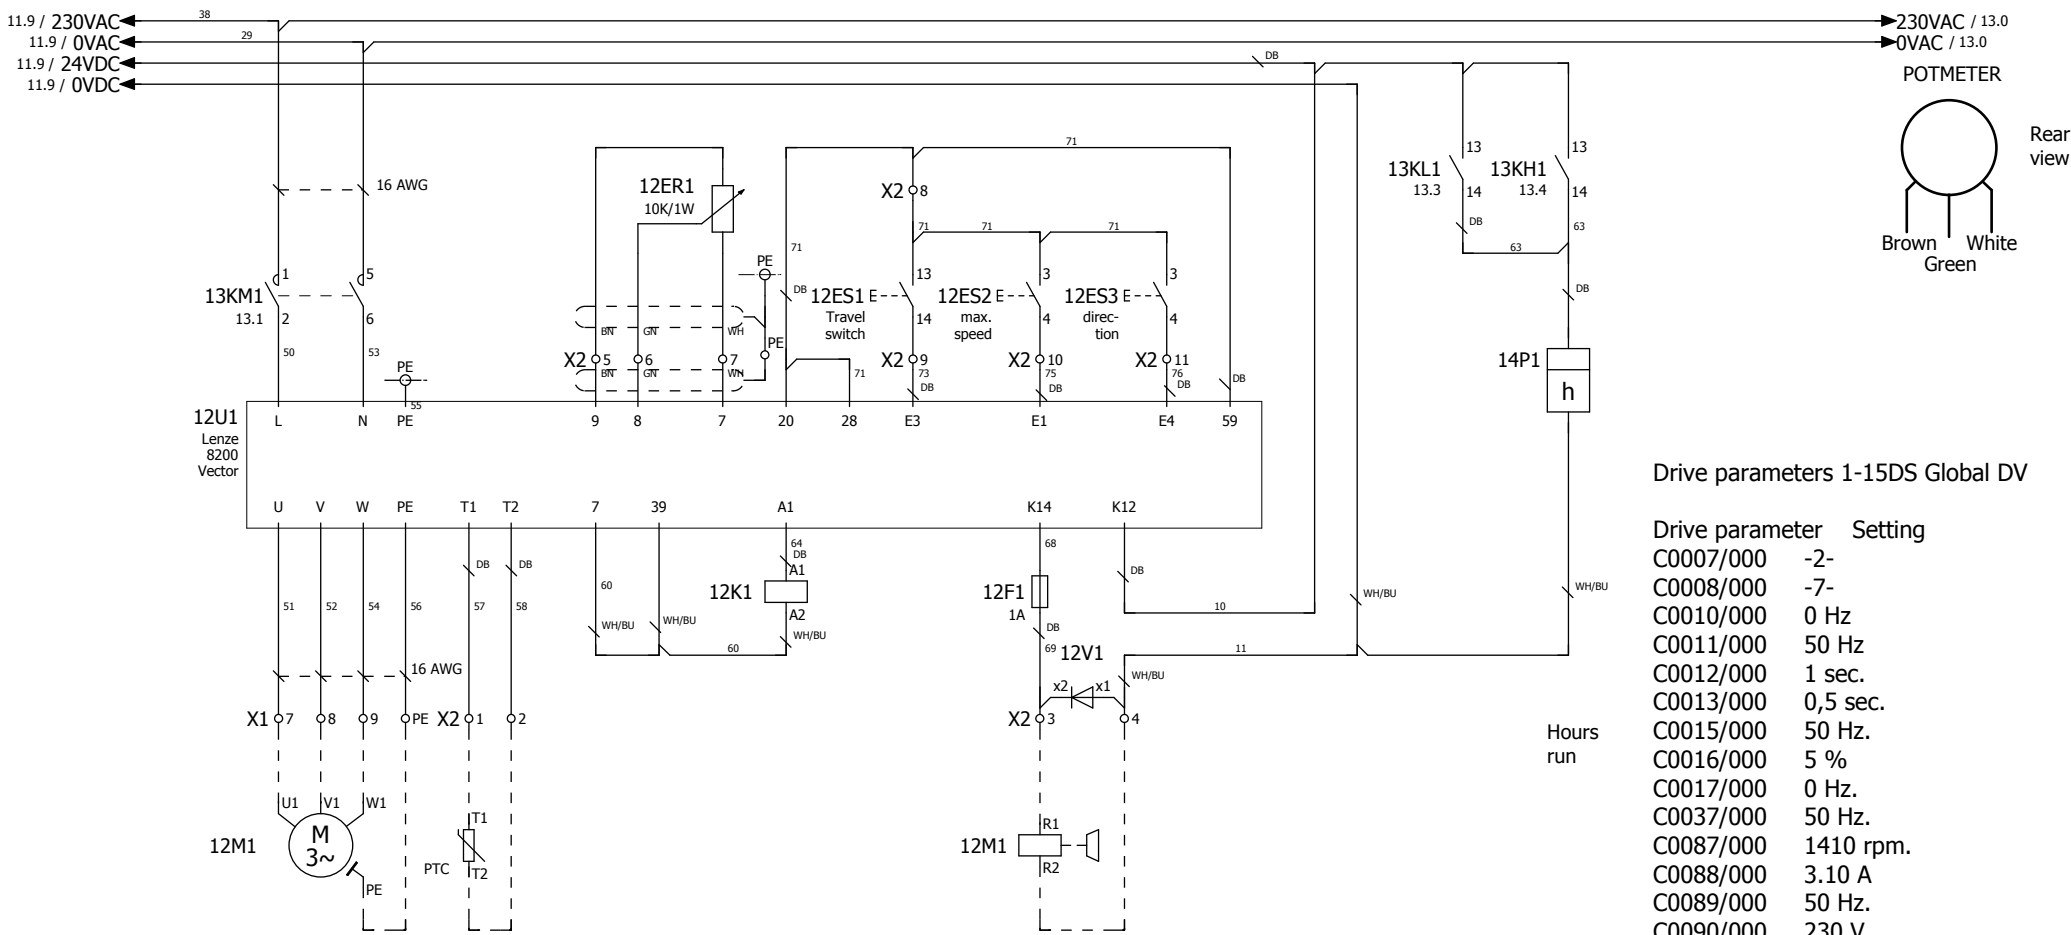 11.9 / 230VAC 38 230VAC / 13.0
11.9 / 0VAC 29 0VAC / 13.0
11.9 / 24VDC DB
11.9 / 0VDC
POTMETER
Rear
view
Brown White
Green
71
16 AWG
12ER1
10K/1W
X2 8
13 13
13KL1 13KH1
13.3 14 13.4 14
DB 63
63
71 71 71
71
PE
1 5
13KM1
13.1 2 6
50 53
PE
55
DB
13 3 3
12ES1 12ES2 12ES3
Travel
switch
max.
speed
direc-
tion
14 4 4
DB
BN GN WH
X2 5 6 7 PE
BN GN WH
71
X2 9 X2 10 X2 11
73 75 76
DB DB DB DB
14P1
h
12U1
Lenze
8200
Vector
L N PE 9 8 7 20 28 E3 E1 E4 59
U V W PE T1 T2 7 39 A1 K14 K12
51 52 54 56
DB DB
57 58
60
WH/BU WH/BU
64
DB
A1
12K1
A2
WH/BU
60
68
12F1
1A
DB
69
DB
10
WH/BU
WH/BU
11
12V1
x2 x1
WH/BU
16 AWG
X1 7 8 9 PE X2 1 2
X2 3 4
U1 V1 W1
12M1
M
3~
PE
T1
PTC
T2
12M1
R1
R2
Hours
run
Drive parameters 1-15DS Global DV
Drive parameter Setting
C0007/000 -2-
C0008/000 -7-
C0010/000 0 Hz
C0011/000 50 Hz
C0012/000 1 sec.
C0013/000 0,5 sec.
C0015/000 50 Hz.
C0016/000 5 %
C0017/000 0 Hz.
C0037/000 50 Hz.
C0087/000 1410 rpm.
C0088/000 3.10 A
C0089/000 50 Hz.
C0090/000 230 V